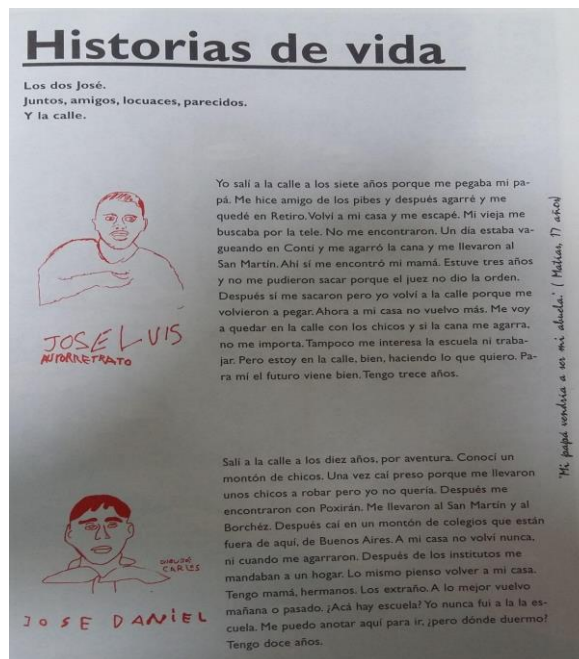 Historias de vida
Los dos José.
Juntos, amigos, locuaces, parecidos.
Y la calle.
Yo salí a la calle a los siete años porque me pegaba mi pa-
pá. Me hice amigo de los pibes y después agarré y me
quedé en Retiro. Volví a mi casa y me escapé. Mi vieja me
buscaba por la tele. No me encontraron. Un día estaba va-
gueando en Conti y me agarró la cana y me llevaron al
San Martín. Ahí sí me encontró mi mamá. Estuve tres años
y no me pudieron sacar porque el juez no dio la orden.
Después sí me sacaron pero yo volví a la calle porque me
volvieron a pegar. Ahora a mi casa no vuelvo más. Me voy
a quedar en la calle con los chicos y si la cana me agarra,
no me importa. Tampoco me interesa la escuela ni traba-
jar. Pero estoy en la calle, bien, haciendo lo que quiero. Pa-
ra mí el futuro viene bien. Tengo trece años.
JOSE LUIS
AUTORRETRATO
"Mi papá vendría a ser mi abuela." (Matías, 17 años)
Salí a la calle a los diez años, por aventura. Conocí un
montón de chicos. Una vez caí preso porque me llevaron
unos chicos a robar pero yo no quería. Después me
encontraron con Poxirán. Me llevaron al San Martín y al
Borchéz. Después caí en un montón de colegios que están
fuera de aquí, de Buenos Aires. A mi casa no volví nunca,
ni cuando me agarraron. Después de los institutos me
mandaban a un hogar. Lo mismo pienso volver a mi casa.
Tengo mamá, hermanos. Los extraño. A lo mejor vuelvo
mañana o pasado. ¿Acá hay escuela? Yo nunca fui a la la es-
cuela. Me puedo anotar aquí para ir, ¿pero dónde duermo?
Tengo doce años.
DIBUJÓ
CARLOS
JOSE DANIEL